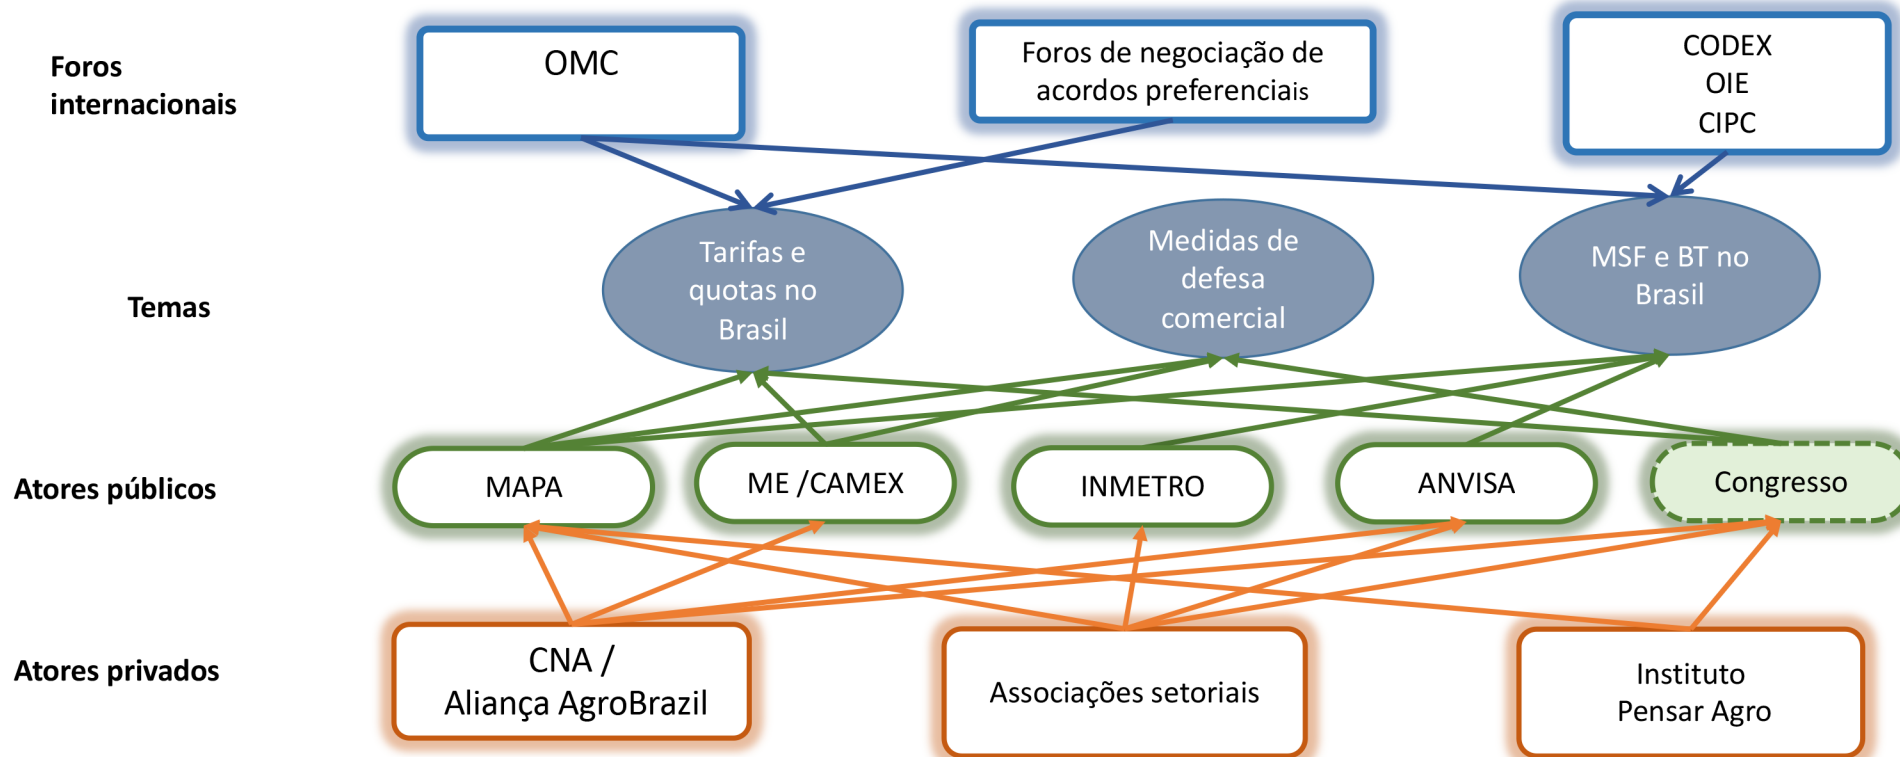 Foros
internacionais
OMC
Foros de negociação de
acordos preferenciais
CODEX
OIE
CIPC
Temas
Tarifas e
quotas no
Brasil
Medidas de
defesa
comercial
MSF e BT no
Brasil
Atores públicos
MAPA
ME /CAMEX
INMETRO
ANVISA
Congresso
Atores privados
CNA /
Aliança AgroBrazil
Associações setoriais
Instituto
Pensar Agro